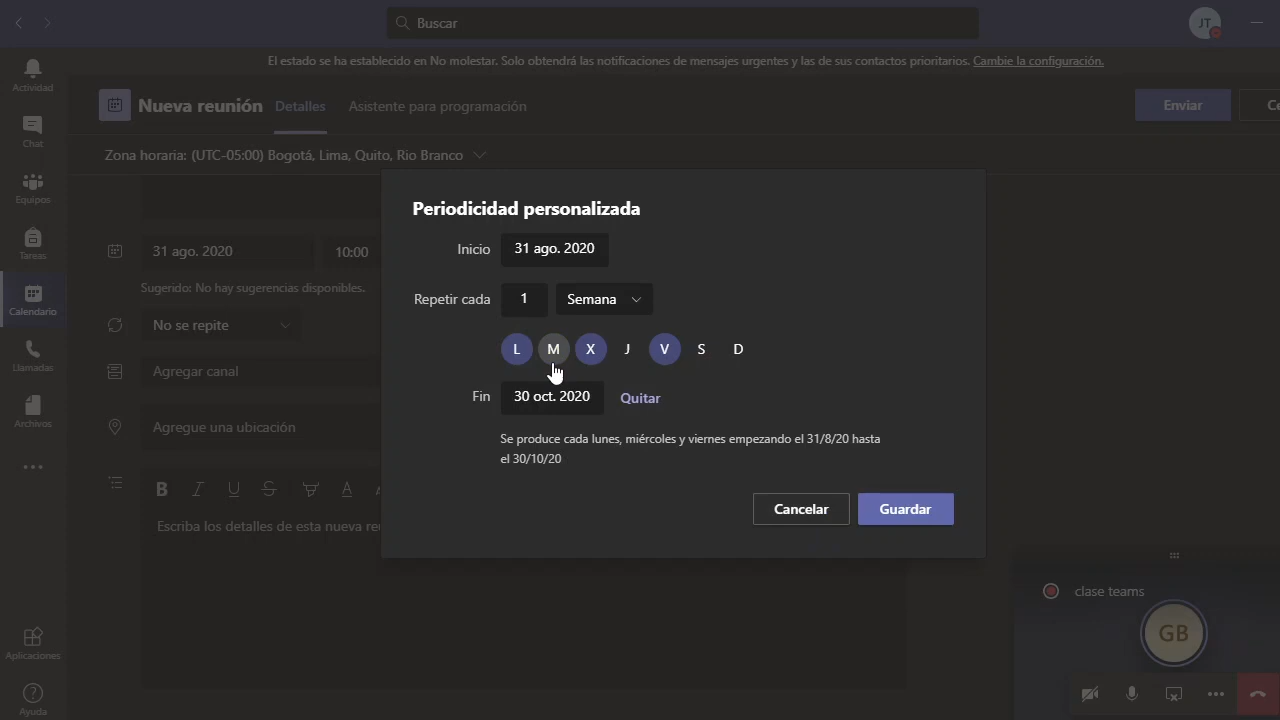 Buscar
JT
El estado se ha establecido en No molestar. Solo obtendrá las notificaciones de mensajes urgentes y las de sus contactos prioritarios. Cambie la configuración.
Actividad
Chat
Equipos
Tareas
Calendario
Llamadas
Archivos
Aplicaciones
Ayuda
Nueva reunión Detalles Asistente para programación
Enviar
Zona horaria: (UTC-05:00) Bogotá, Lima, Quito, Rio Branco
31 ago. 2020 10:00
Sugerido: No hay sugerencias disponibles.
No se repite
Agregar canal
Agregue una ubicación
B I U S A
Escriba los detalles de esta nueva
Periodicidad personalizada
Inicio 31 ago. 2020
Repetir cada 1 Semana
L M X J V S D
Fin 30 oct. 2020 Quitar
Se produce cada lunes, miércoles y viernes empezando el 31/8/20 hasta
el 30/10/20
Cancelar Guardar
clase teams
GB